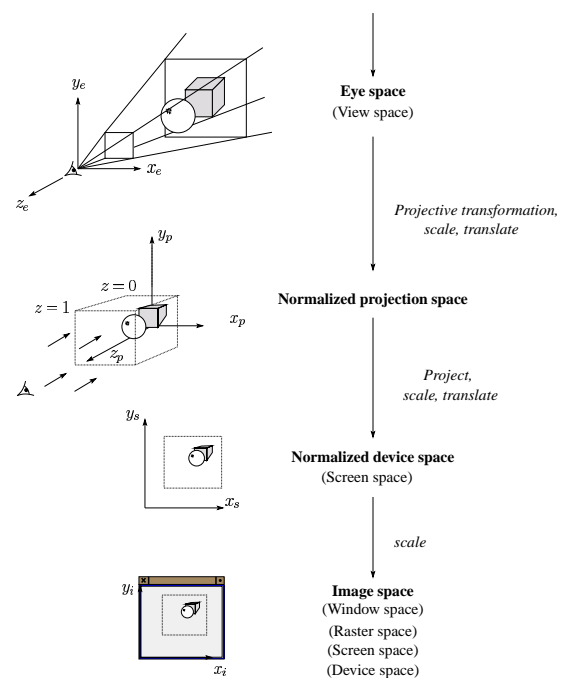 y_e
x_e
z_e
Eye space
(View space)
Projective transformation,
scale, translate
y_p
z = 0
z = 1
x_p
z_p
Normalized projection space
Project,
scale, translate
y_s
x_s
Normalized device space
(Screen space)
scale
y_i
x_i
Image space
(Window space)
(Raster space)
(Screen space)
(Device space)